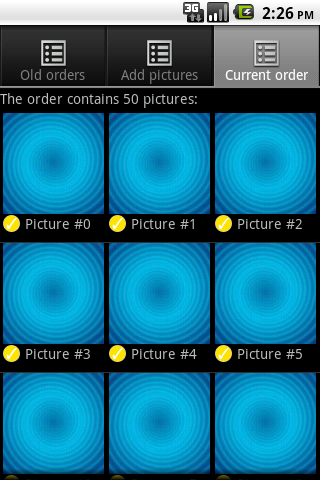 3G 2:26 PM
Old orders Add pictures Current order
The order contains 50 pictures:
Picture #0 Picture #1 Picture #2
Picture #3 Picture #4 Picture #5